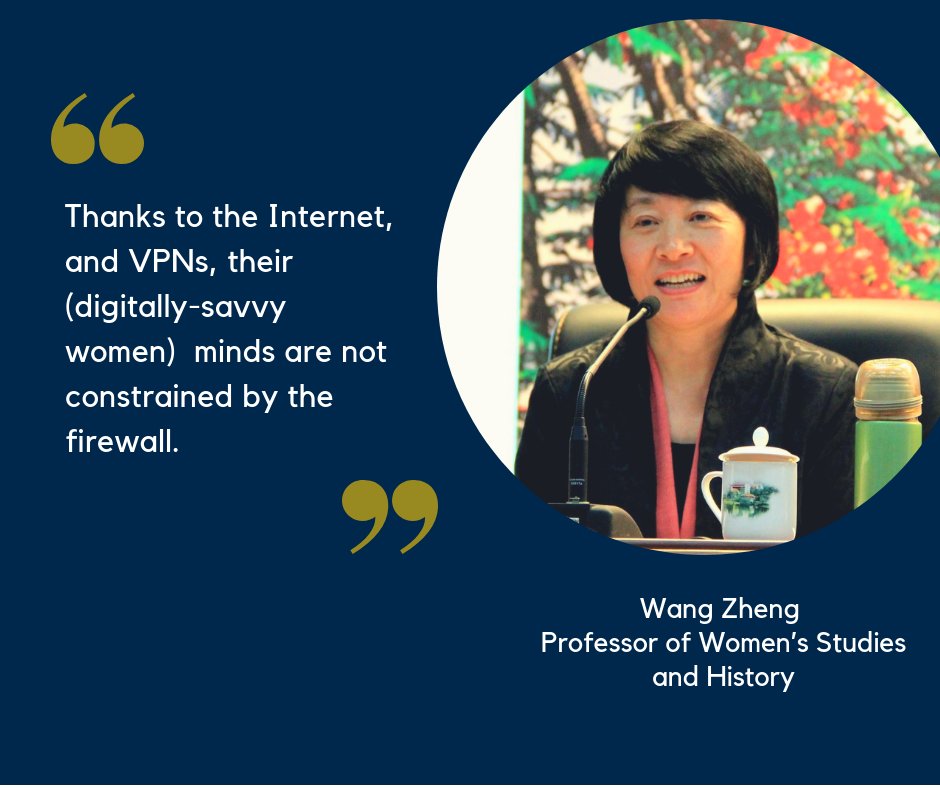 “
Thanks to the Internet,
and VPNs, their
(digitally-savvy
women)  minds are not
constrained by the
firewall.
”
Wang Zheng
Professor of Women’s Studies
and History